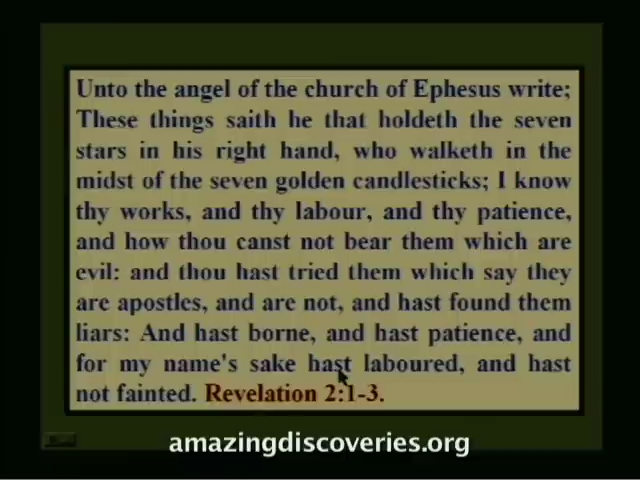 Unto the angel of the church of Ephesus write;
These things saith he that holdeth the seven
stars in his right hand, who walketh in the
midst of the seven golden candlesticks; I know
thy works, and thy labour, and thy patience,
and how thou canst not bear them which are
evil: and thou hast tried them which say they
are apostles, and are not, and hast found them
liars: And hast borne, and hast patience, and
for my name's sake hast laboured, and hast
not fainted. Revelation 2:1-3.
amazingdiscoveries.org